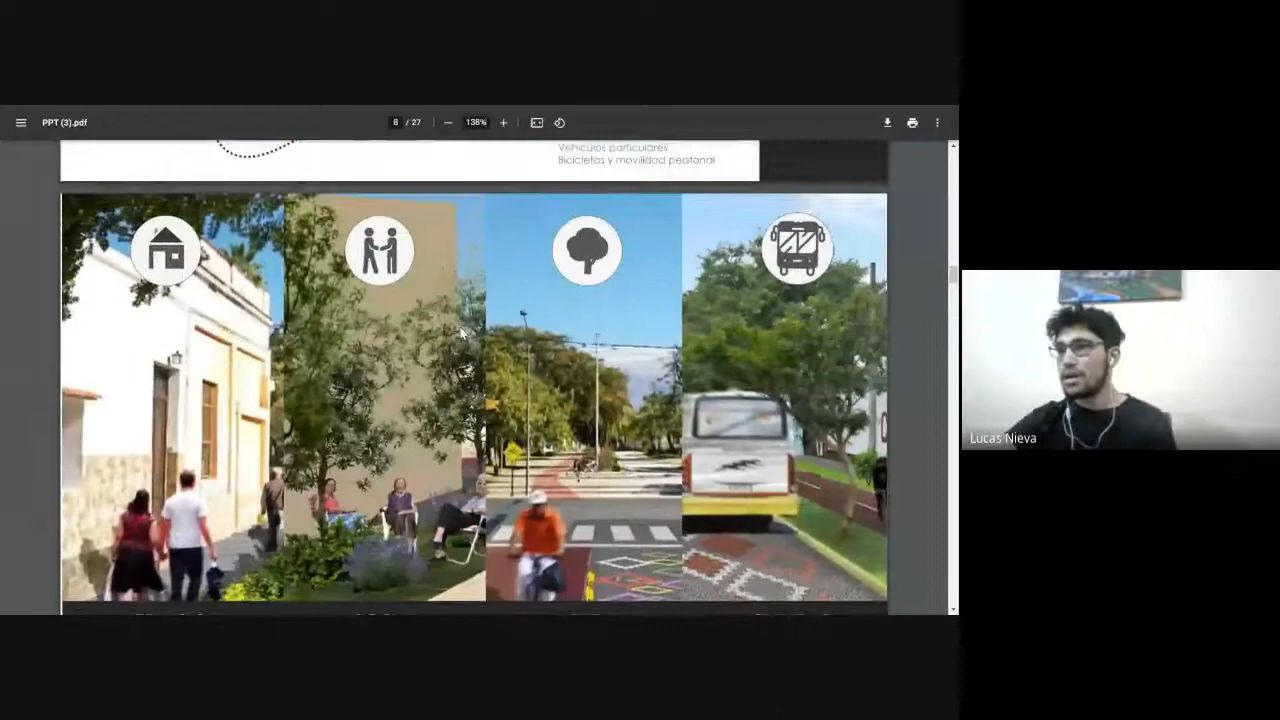 PPT (3).pdf
8 / 27
138%
Vehículos particulares
Bicicletas y movilidad peatonal
Lucas Nieva